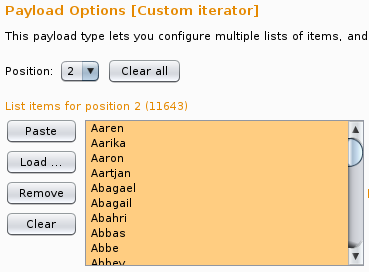 Payload Options [Custom iterator]
This payload type lets you configure multiple lists of items, and
Position: 2 Clear all
List items for position 2 (11643)
Paste
Load ...
Remove
Clear
Aaren
Aarika
Aaron
Aartjan
Abagael
Abagail
Abahri
Abbas
Abbe
Abbey